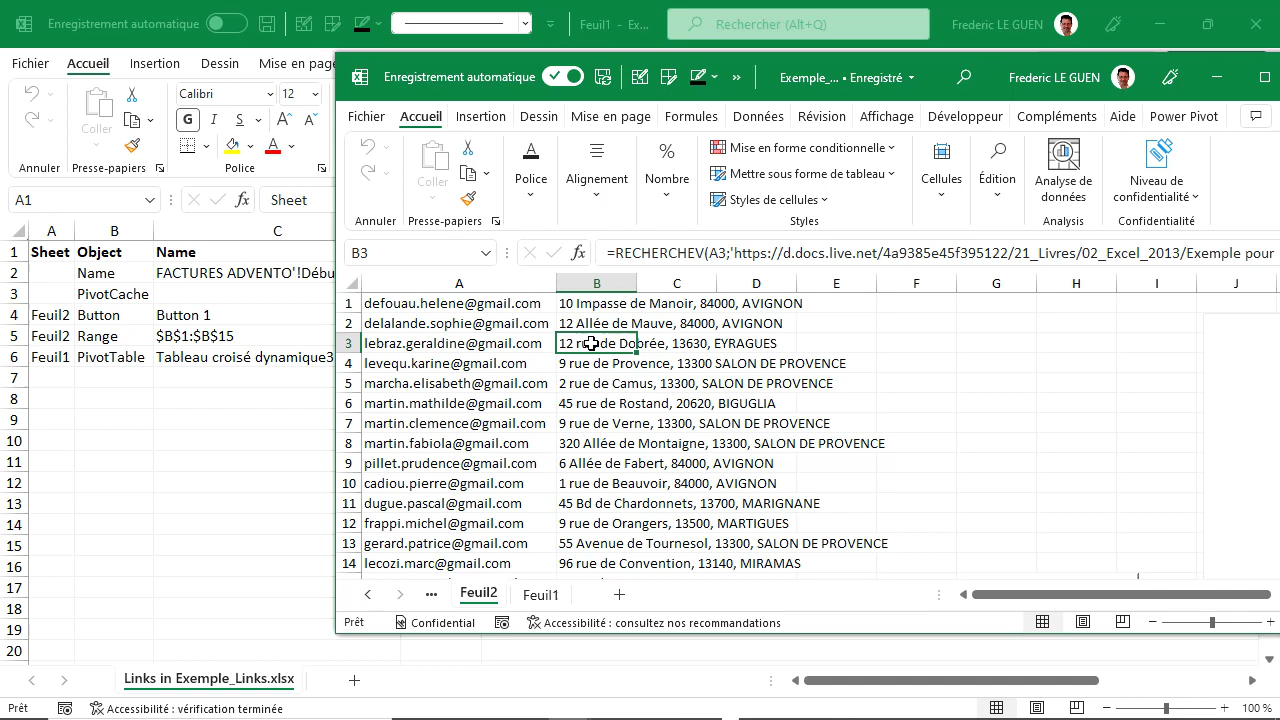 Enregistrement automatique
Feuil1 - Ex...
Rechercher (Alt+Q)
Frederic LE GUEN
Fichier Accueil Insertion Dessin Mise en page
Coller
Calibri 12
G I S
Annuler Presse-papiers Police
A1 fx Sheet
A B C
1 Sheet Object Name
2 Name FACTURES ADVENTO'!Débu
3 PivotCache
4 Feuil2 Button Button 1
5 Feuil2 Range $B$1:$B$15
6 Feuil1 PivotTable Tableau croisé dynamique3
7
8
9
10
11
12
13
14
15
16
17
18
19
20
Links in Exemple_Links.xlsx
Prêt Accessibilité : vérification terminée 100 %
Enregistrement automatique Exemple_... • Enregistré Frederic LE GUEN
Fichier Accueil Insertion Dessin Mise en page Formules Données Révision Affichage Développeur Compléments Aide Power Pivot
Coller
Police
Alignement
Nombre
Mise en forme conditionnelle
Mettre sous forme de tableau
Styles de cellules
Cellules
Édition
Analyse de
données
Niveau de
confidentialité
Annuler Presse-papiers Styles Analysis Confidentialité
B3 fx =RECHERCHEV(A3;'https://d.docs.live.net/4a9385e45f395122/21_Livres/02_Excel_2013/Exemple pour
A B C D E F G H I J
1 defouau.helene@gmail.com 10 Impasse de Manoir, 84000, AVIGNON
2 delalande.sophie@gmail.com 12 Allée de Mauve, 84000, AVIGNON
3 lebraz.geraldine@gmail.com 12 rue de Dobrée, 13630, EYRAGUES
4 levequ.karine@gmail.com 9 rue de Provence, 13300 SALON DE PROVENCE
5 marcha.elisabeth@gmail.com 2 rue de Camus, 13300, SALON DE PROVENCE
6 martin.mathilde@gmail.com 45 rue de Rostand, 20620, BIGUGLIA
7 martin.clemence@gmail.com 9 rue de Verne, 13300, SALON DE PROVENCE
8 martin.fabiola@gmail.com 320 Allée de Montaigne, 13300, SALON DE PROVENCE
9 pillet.prudence@gmail.com 6 Allée de Fabert, 84000, AVIGNON
10 cadiou.pierre@gmail.com 1 rue de Beauvoir, 84000, AVIGNON
11 dugue.pascal@gmail.com 45 Bd de Chardonnets, 13700, MARIGNANE
12 frappi.michel@gmail.com 9 rue de Orangers, 13500, MARTIGUES
13 gerard.patrice@gmail.com 55 Avenue de Tournesol, 13300, SALON DE PROVENCE
14 lecozi.marc@gmail.com 96 rue de Convention, 13140, MIRAMAS
Feuil2 Feuil1
Prêt Confidential Accessibilité : consultez nos recommandations